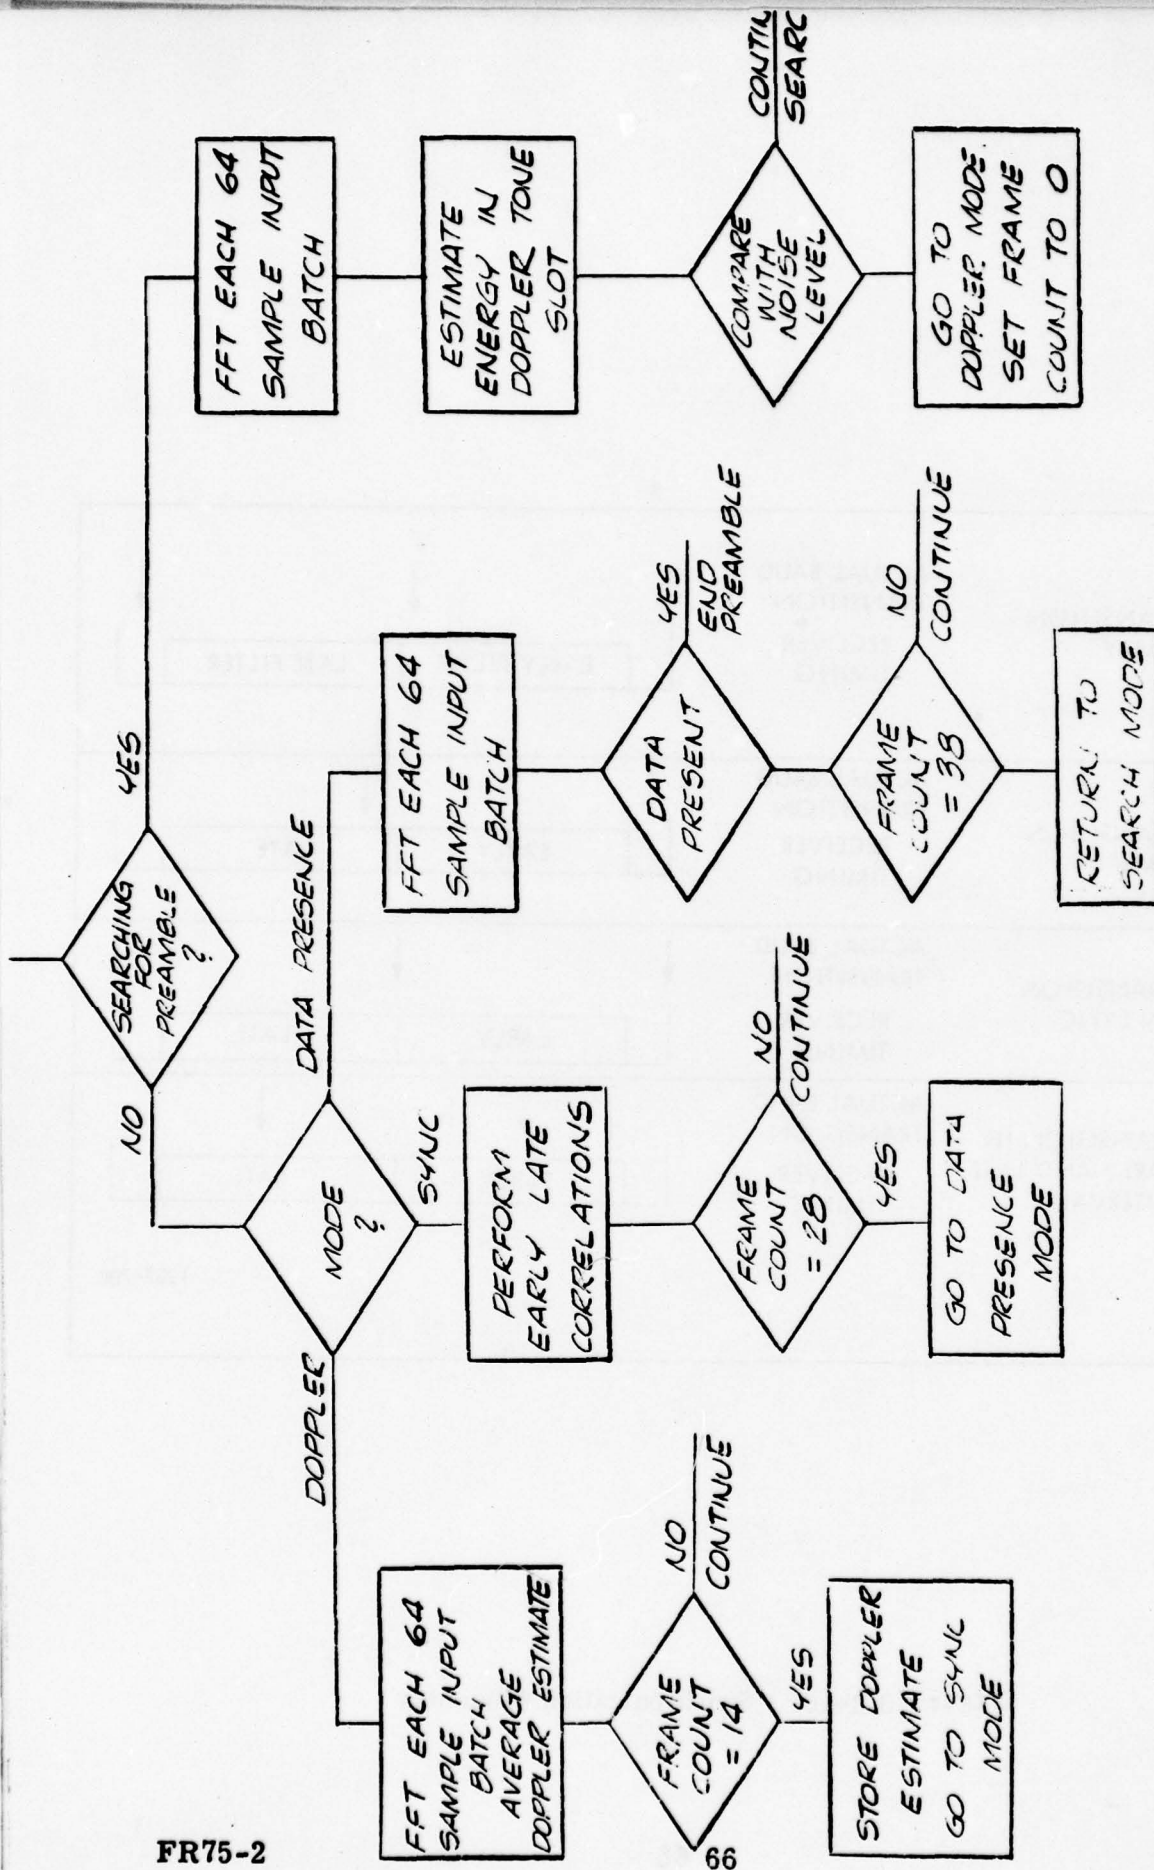 SEARCHING
FOR
PREAMBLE
?
NO
YES
MODE
?
DOPPLER
SYNC
DATA PRESENCE
FFT EACH 64
SAMPLE INPUT
BATCH
AVERAGE
DOPPLER ESTIMATE
FRAME
COUNT
= 14
NO
CONTINUE
YES
STORE DOPPLER
ESTIMATE
GO TO SYNC
MODE
PERFORM
EARLY LATE
CORRELATIONS
FRAME
COUNT
= 28
NO
CONTINUE
YES
GO TO DATA
PRESENCE
MODE
FFT EACH 64
SAMPLE INPUT
BATCH
DATA
PRESENT
YES
END
PREAMBLE
FRAME
COUNT
= 38
NO
CONTINUE
RETURN TO
SEARCH MODE
FFT EACH 64
SAMPLE INPUT
BATCH
ESTIMATE
ENERGY IN
DOPPLER TONE
SLOT
COMPARE
WITH
NOISE
LEVEL
CONTIN
SEARC
GO TO
DOPPLER MODE.
SET FRAME
COUNT TO 0
FR75-2
66